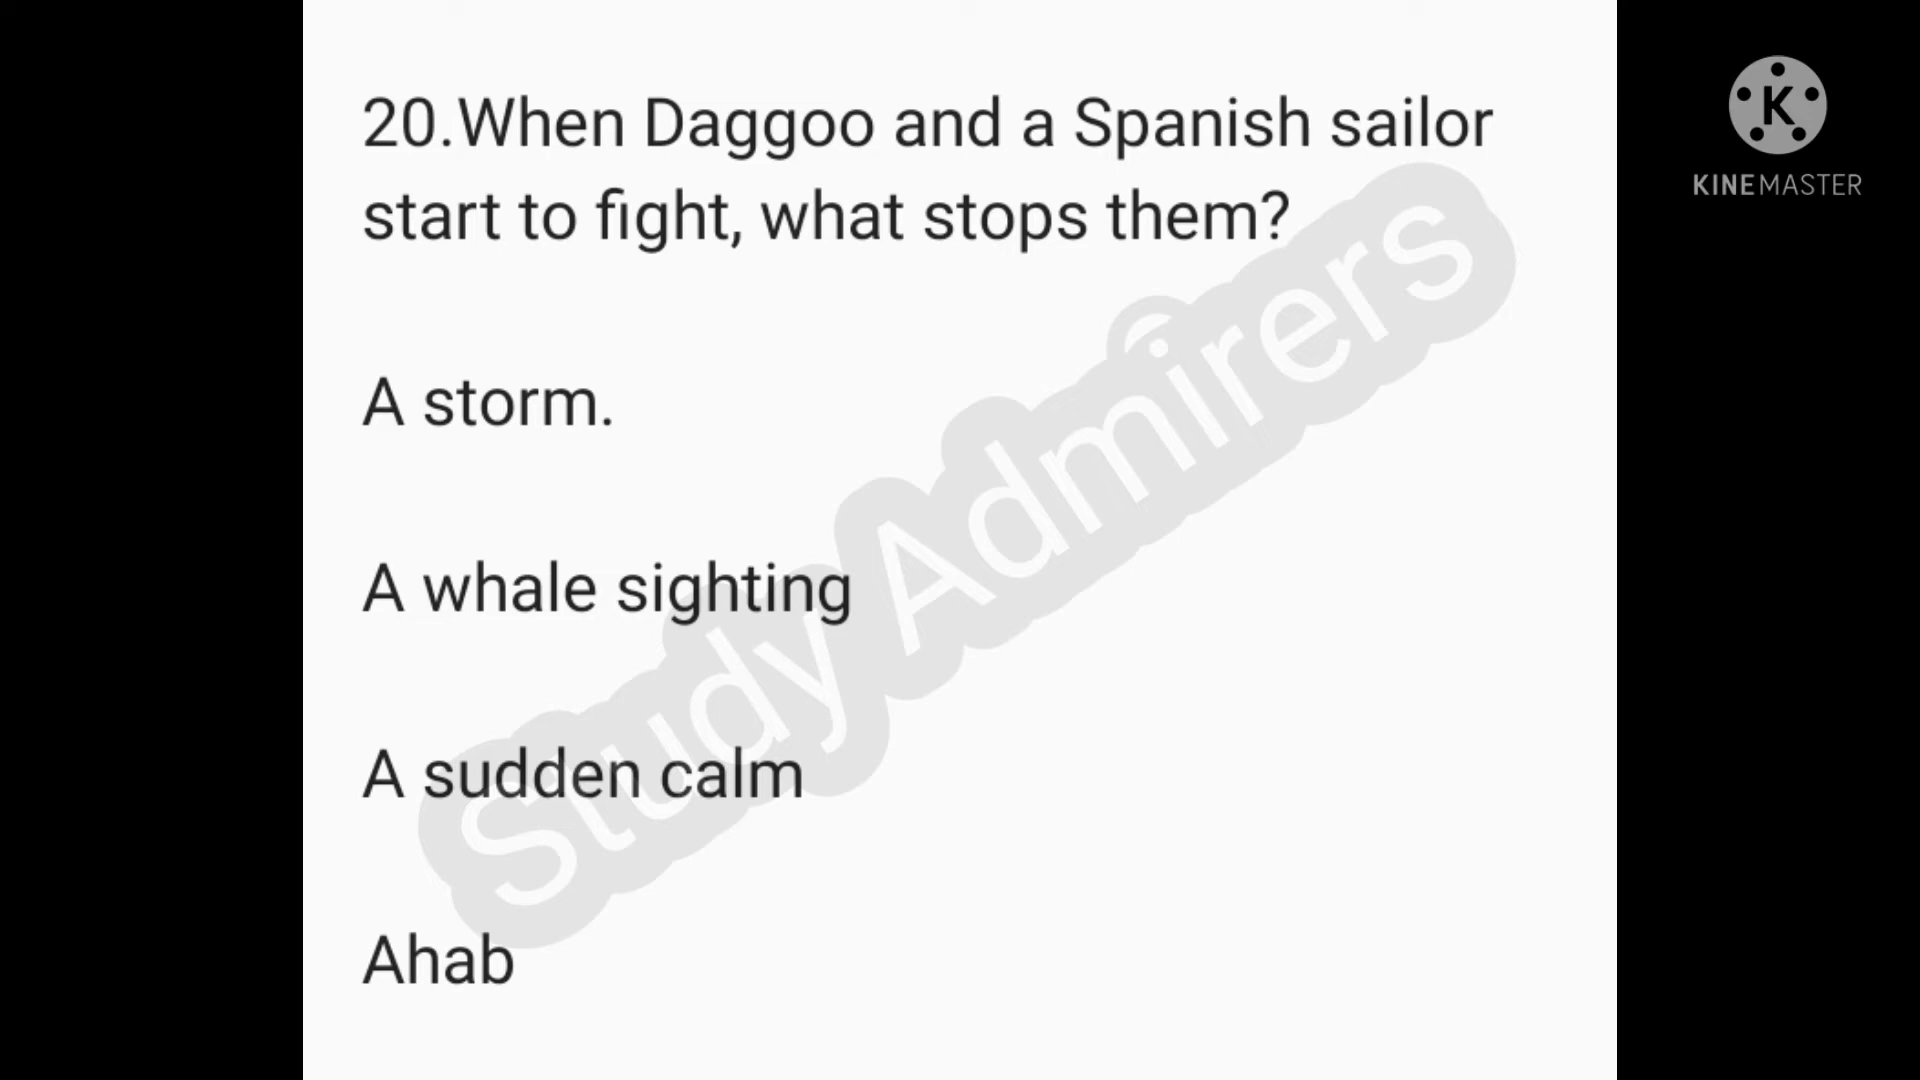 20.When Daggoo and a Spanish sailor
start to fight, what stops them?
A storm.
A whale sighting
A sudden calm
Ahab
Study Admirers
K
KINEMASTER